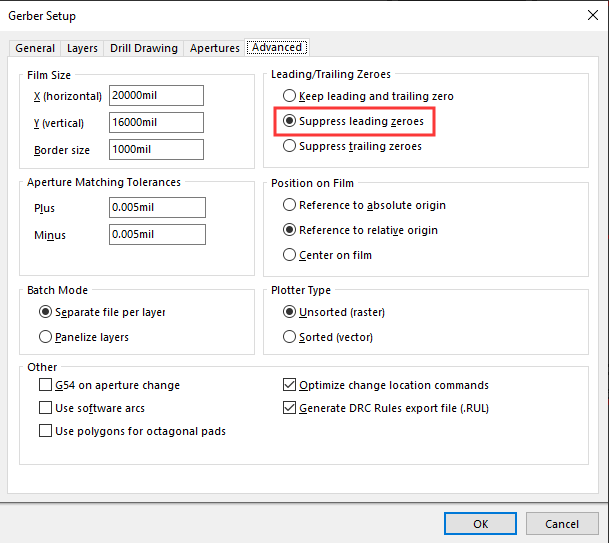 Gerber Setup
General Layers Drill Drawing Apertures Advanced
Film Size
X (horizontal) 20000mil
Y (vertical) 16000mil
Border size 1000mil
Leading/Trailing Zeroes
Keep leading and trailing zero
Suppress leading zeroes
Suppress trailing zeroes
Aperture Matching Tolerances
Plus 0.005mil
Minus 0.005mil
Position on Film
Reference to absolute origin
Reference to relative origin
Center on film
Batch Mode
Separate file per layer
Panelize layers
Plotter Type
Unsorted (raster)
Sorted (vector)
Other
G54 on aperture change
Use software arcs
Use polygons for octagonal pads
Optimize change location commands
Generate DRC Rules export file (.RUL)
OK Cancel